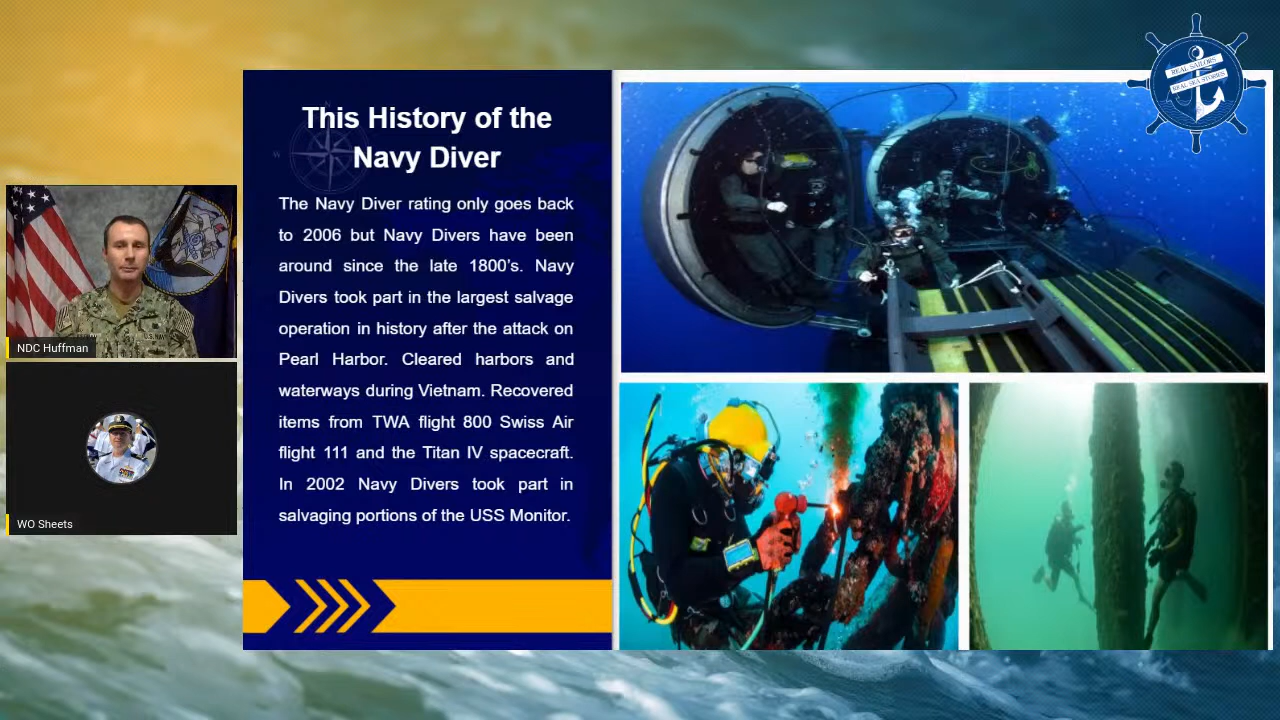 This History of the
Navy Diver
The Navy Diver rating only goes back
to 2006 but Navy Divers have been
around since the late 1800's. Navy
Divers took part in the largest salvage
operation in history after the attack on
Pearl Harbor. Cleared harbors and
waterways during Vietnam. Recovered
items from TWA flight 800 Swiss Air
flight 111 and the Titan IV spacecraft.
In 2002 Navy Divers took part in
salvaging portions of the USS Monitor.
NDC Huffman
WO Sheets
REAL SAILORS
REAL SEA STORIES
N
W